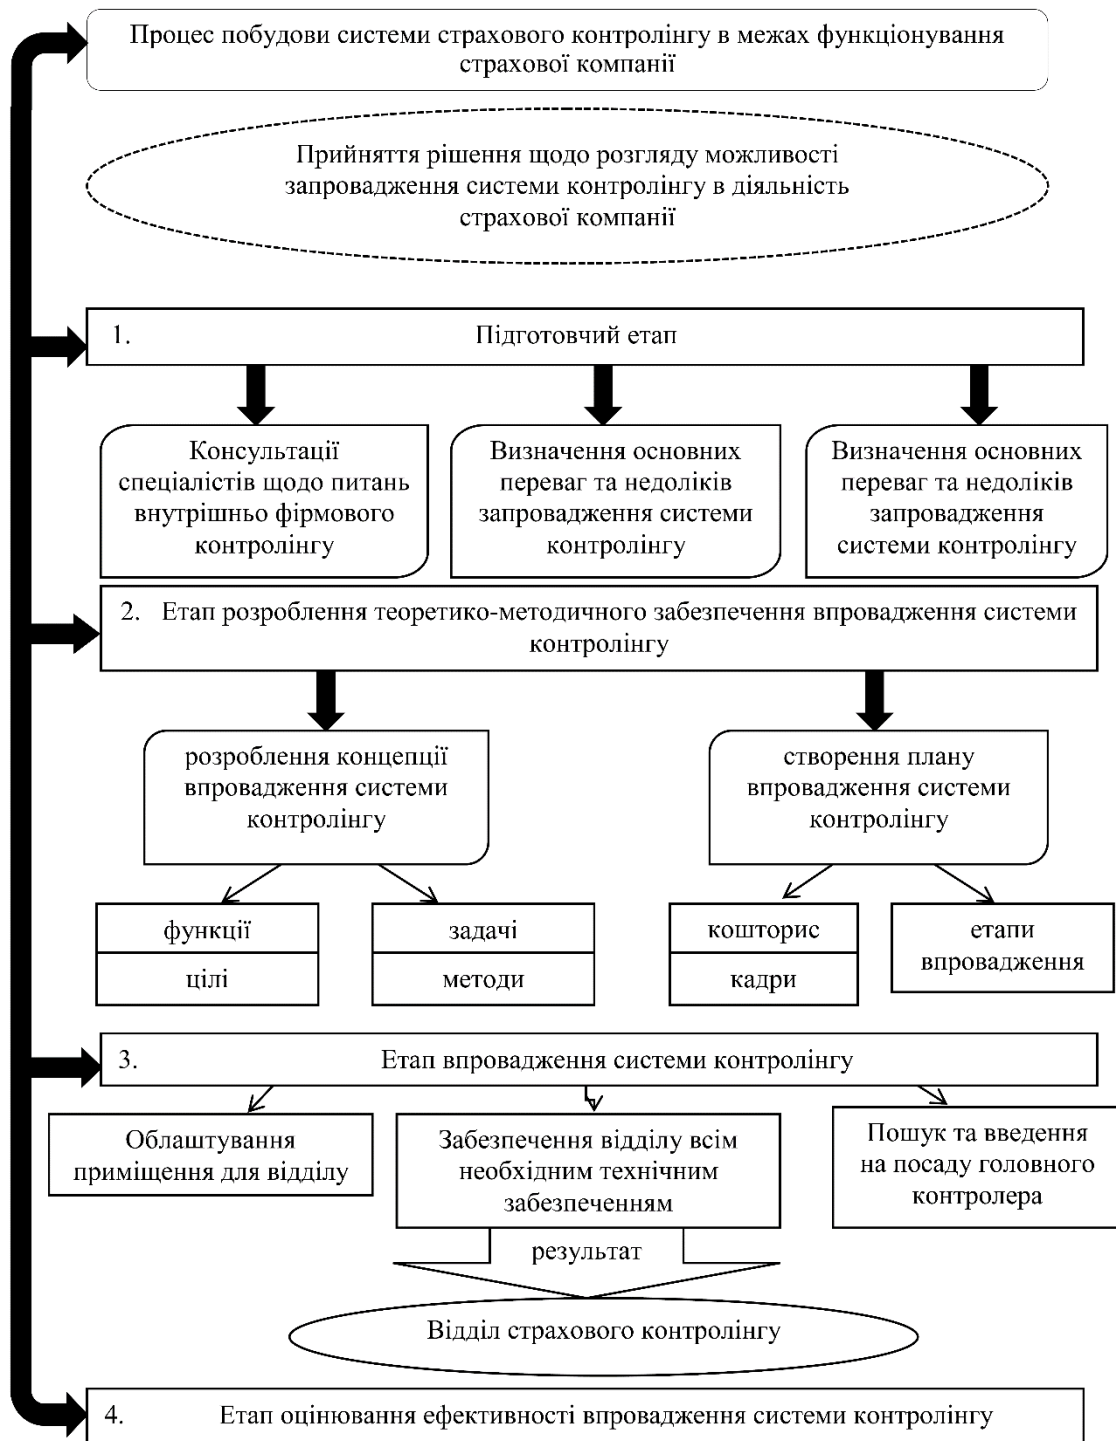 Процес побудови системи страхового контролінгу в межах функціонування
страхової компанії
Прийняття рішення щодо розгляду можливості
запровадження системи контролінгу в діяльність
страхової компанії
1. Підготовчий етап
Консультації
спеціалістів щодо питань
внутрішньо фірмового
контролінгу
Визначення основних
переваг та недоліків
запровадження системи
контролінгу
Визначення основних
переваг та недоліків
запровадження
системи контролінгу
2. Етап розроблення теоретико-методичного забезпечення впровадження системи
контролінгу
розроблення концепції
впровадження системи
контролінгу
створення плану
впровадження системи
контролінгу
функції
цілі
задачі
методи
кошторис
кадри
етапи
впровадження
3. Етап впровадження системи контролінгу
Облаштування
приміщення для відділу
Забезпечення відділу всім
необхідним технічним
забезпеченням
Пошук та введення
на посаду головного
контролера
результат
Відділ страхового контролінгу
4. Етап оцінювання ефективності впровадження системи контролінгу